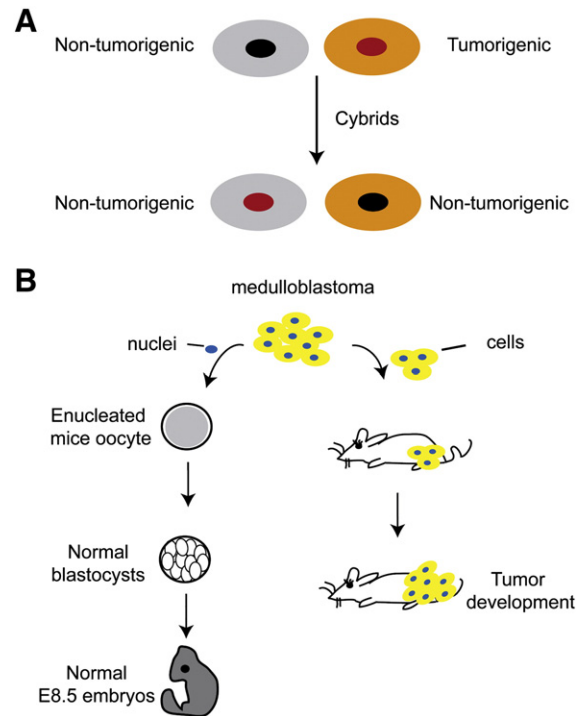 A
Non-tumorigenic
Tumorigenic
Cybrids
Non-tumorigenic
Non-tumorigenic
B
medulloblastoma
nuclei
cells
Enucleated
mice oocyte
Normal
blastocysts
Tumor
development
Normal
E8.5 embryos